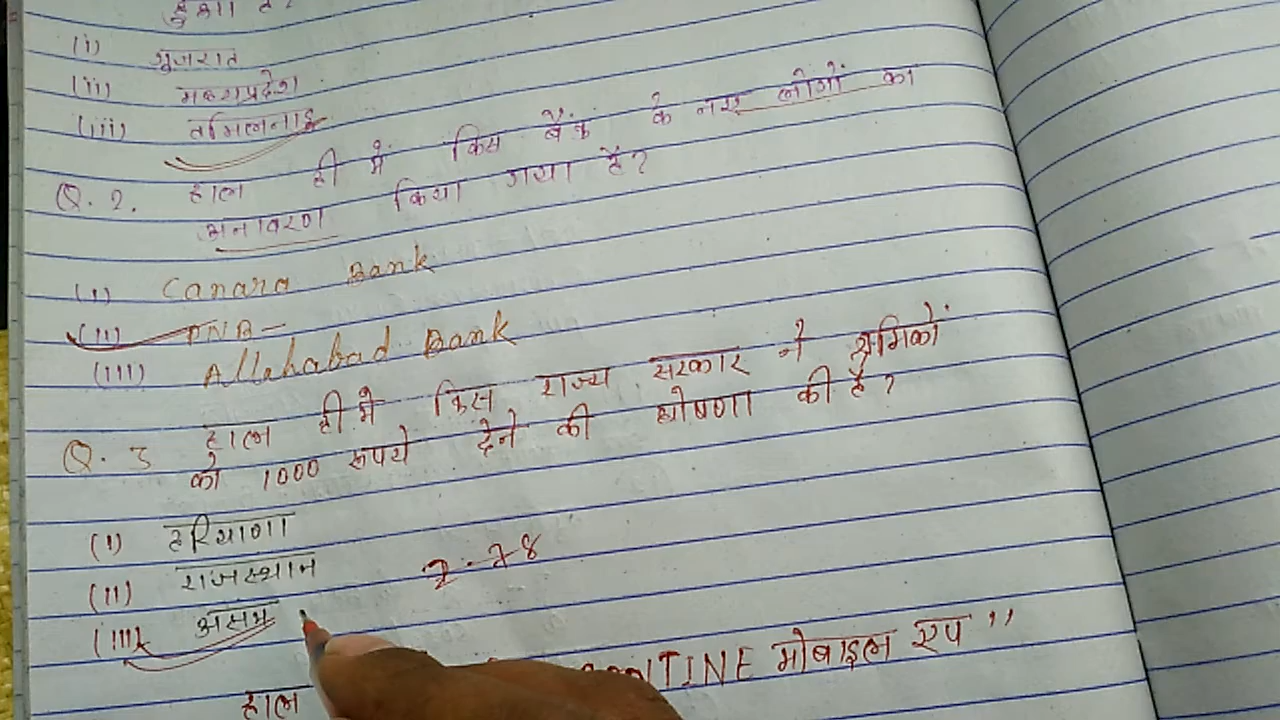 हुआ है?
(i) गुजरात
(ii) मध्यप्रदेश
(iii) तमिलनाडु
Q. 2. हाल ही में किस बैंक के नए लोगों का
अनावरण किया गया है?
(i) Canara Bank
(ii) PNB
(iii) Allahabad Bank
Q. 3 हाल ही में किस राज्य सरकार ने श्रमिकों
को 1000 रुपये देने की घोषणा की है?
(i) हरियाणा
(ii) राजस्थान
(iii) असम
मोबाइल एप"
हाल